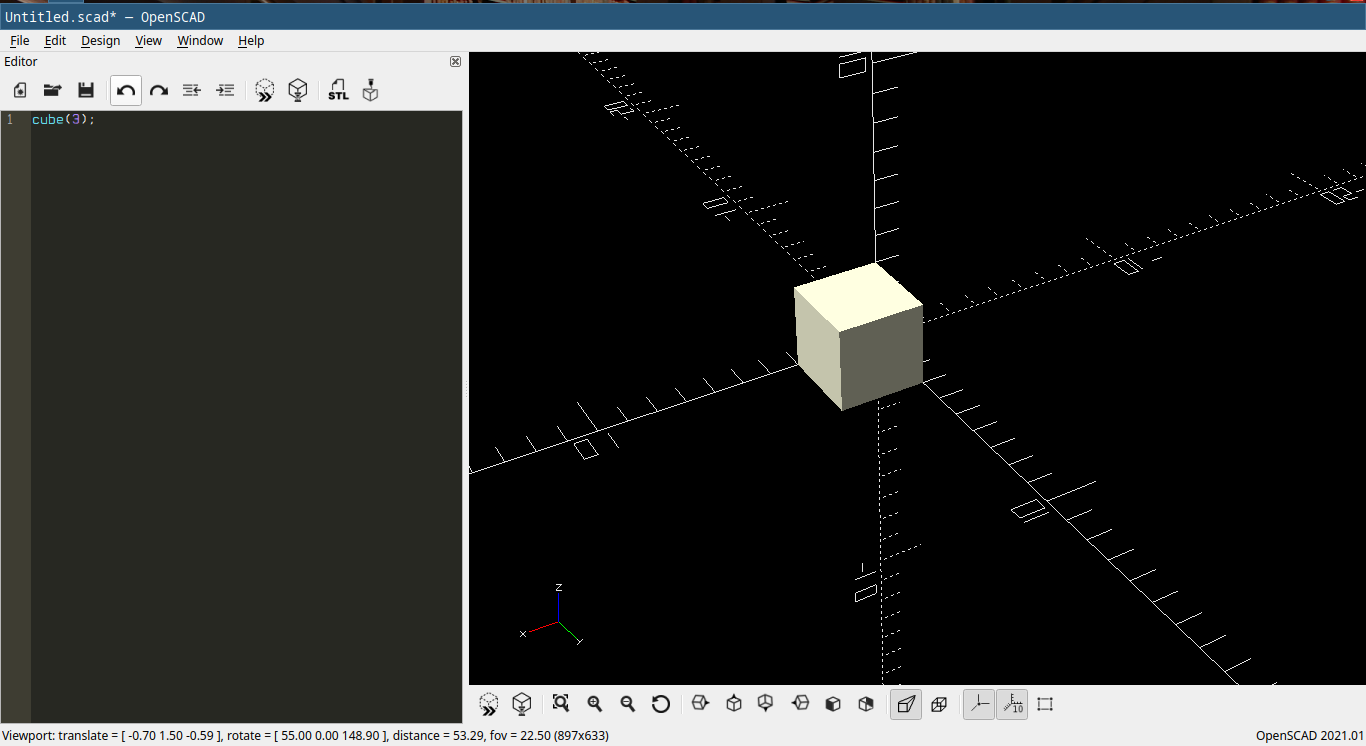 Untitled.scad* — OpenSCAD
File Edit Design View Window Help
Editor
STL
1 cube(3);
Z
X
Y
10
Viewport: translate = [ -0.70 1.50 -0.59 ], rotate = [ 55.00 0.00 148.90 ], distance = 53.29, fov = 22.50 (897x633)
OpenSCAD 2021.01